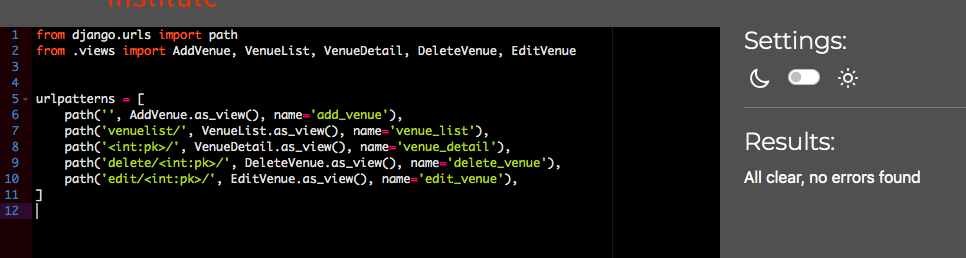 Institute
1 from django.urls import path
2 from .views import AddVenue, VenueList, VenueDetail, DeleteVenue, EditVenue
3
4
5 urlpatterns = [
6     path('', AddVenue.as_view(), name='add_venue'),
7     path('venuelist/', VenueList.as_view(), name='venue_list'),
8     path('<int:pk>/', VenueDetail.as_view(), name='venue_detail'),
9     path('delete/<int:pk>/', DeleteVenue.as_view(), name='delete_venue'),
10     path('edit/<int:pk>/', EditVenue.as_view(), name='edit_venue'),
11 ]
12
Settings:
Results:
All clear, no errors found